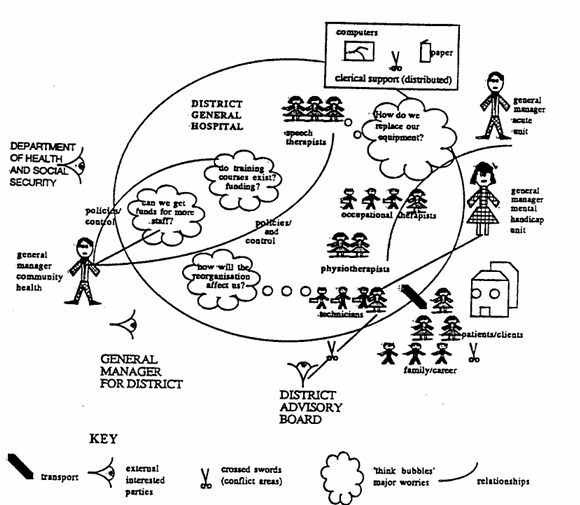 computers
paper
clerical support (distributed)
DISTRICT
GENERAL
HOSPITAL
speech
therapists
How do we
replace our
equipment?
general
manager
acute
unit
DEPARTMENT
OF HEALTH
AND SOCIAL
SECURITY
do training
courses exist?
funding?
can we get
funds for more
staff?
policies/
control
policies
and
control
occupational therapists
general
manager
mental
handicap
unit
physiotherapists
general
manager
community
health
how will the
reorganisation
affect us?
technicians
patients/clients
family/career
GENERAL
MANAGER
FOR DISTRICT
DISTRICT
ADVISORY
BOARD
KEY
transport
external
interested
parties
crossed swords
(conflict areas)
'think bubbles'
major worries
relationships